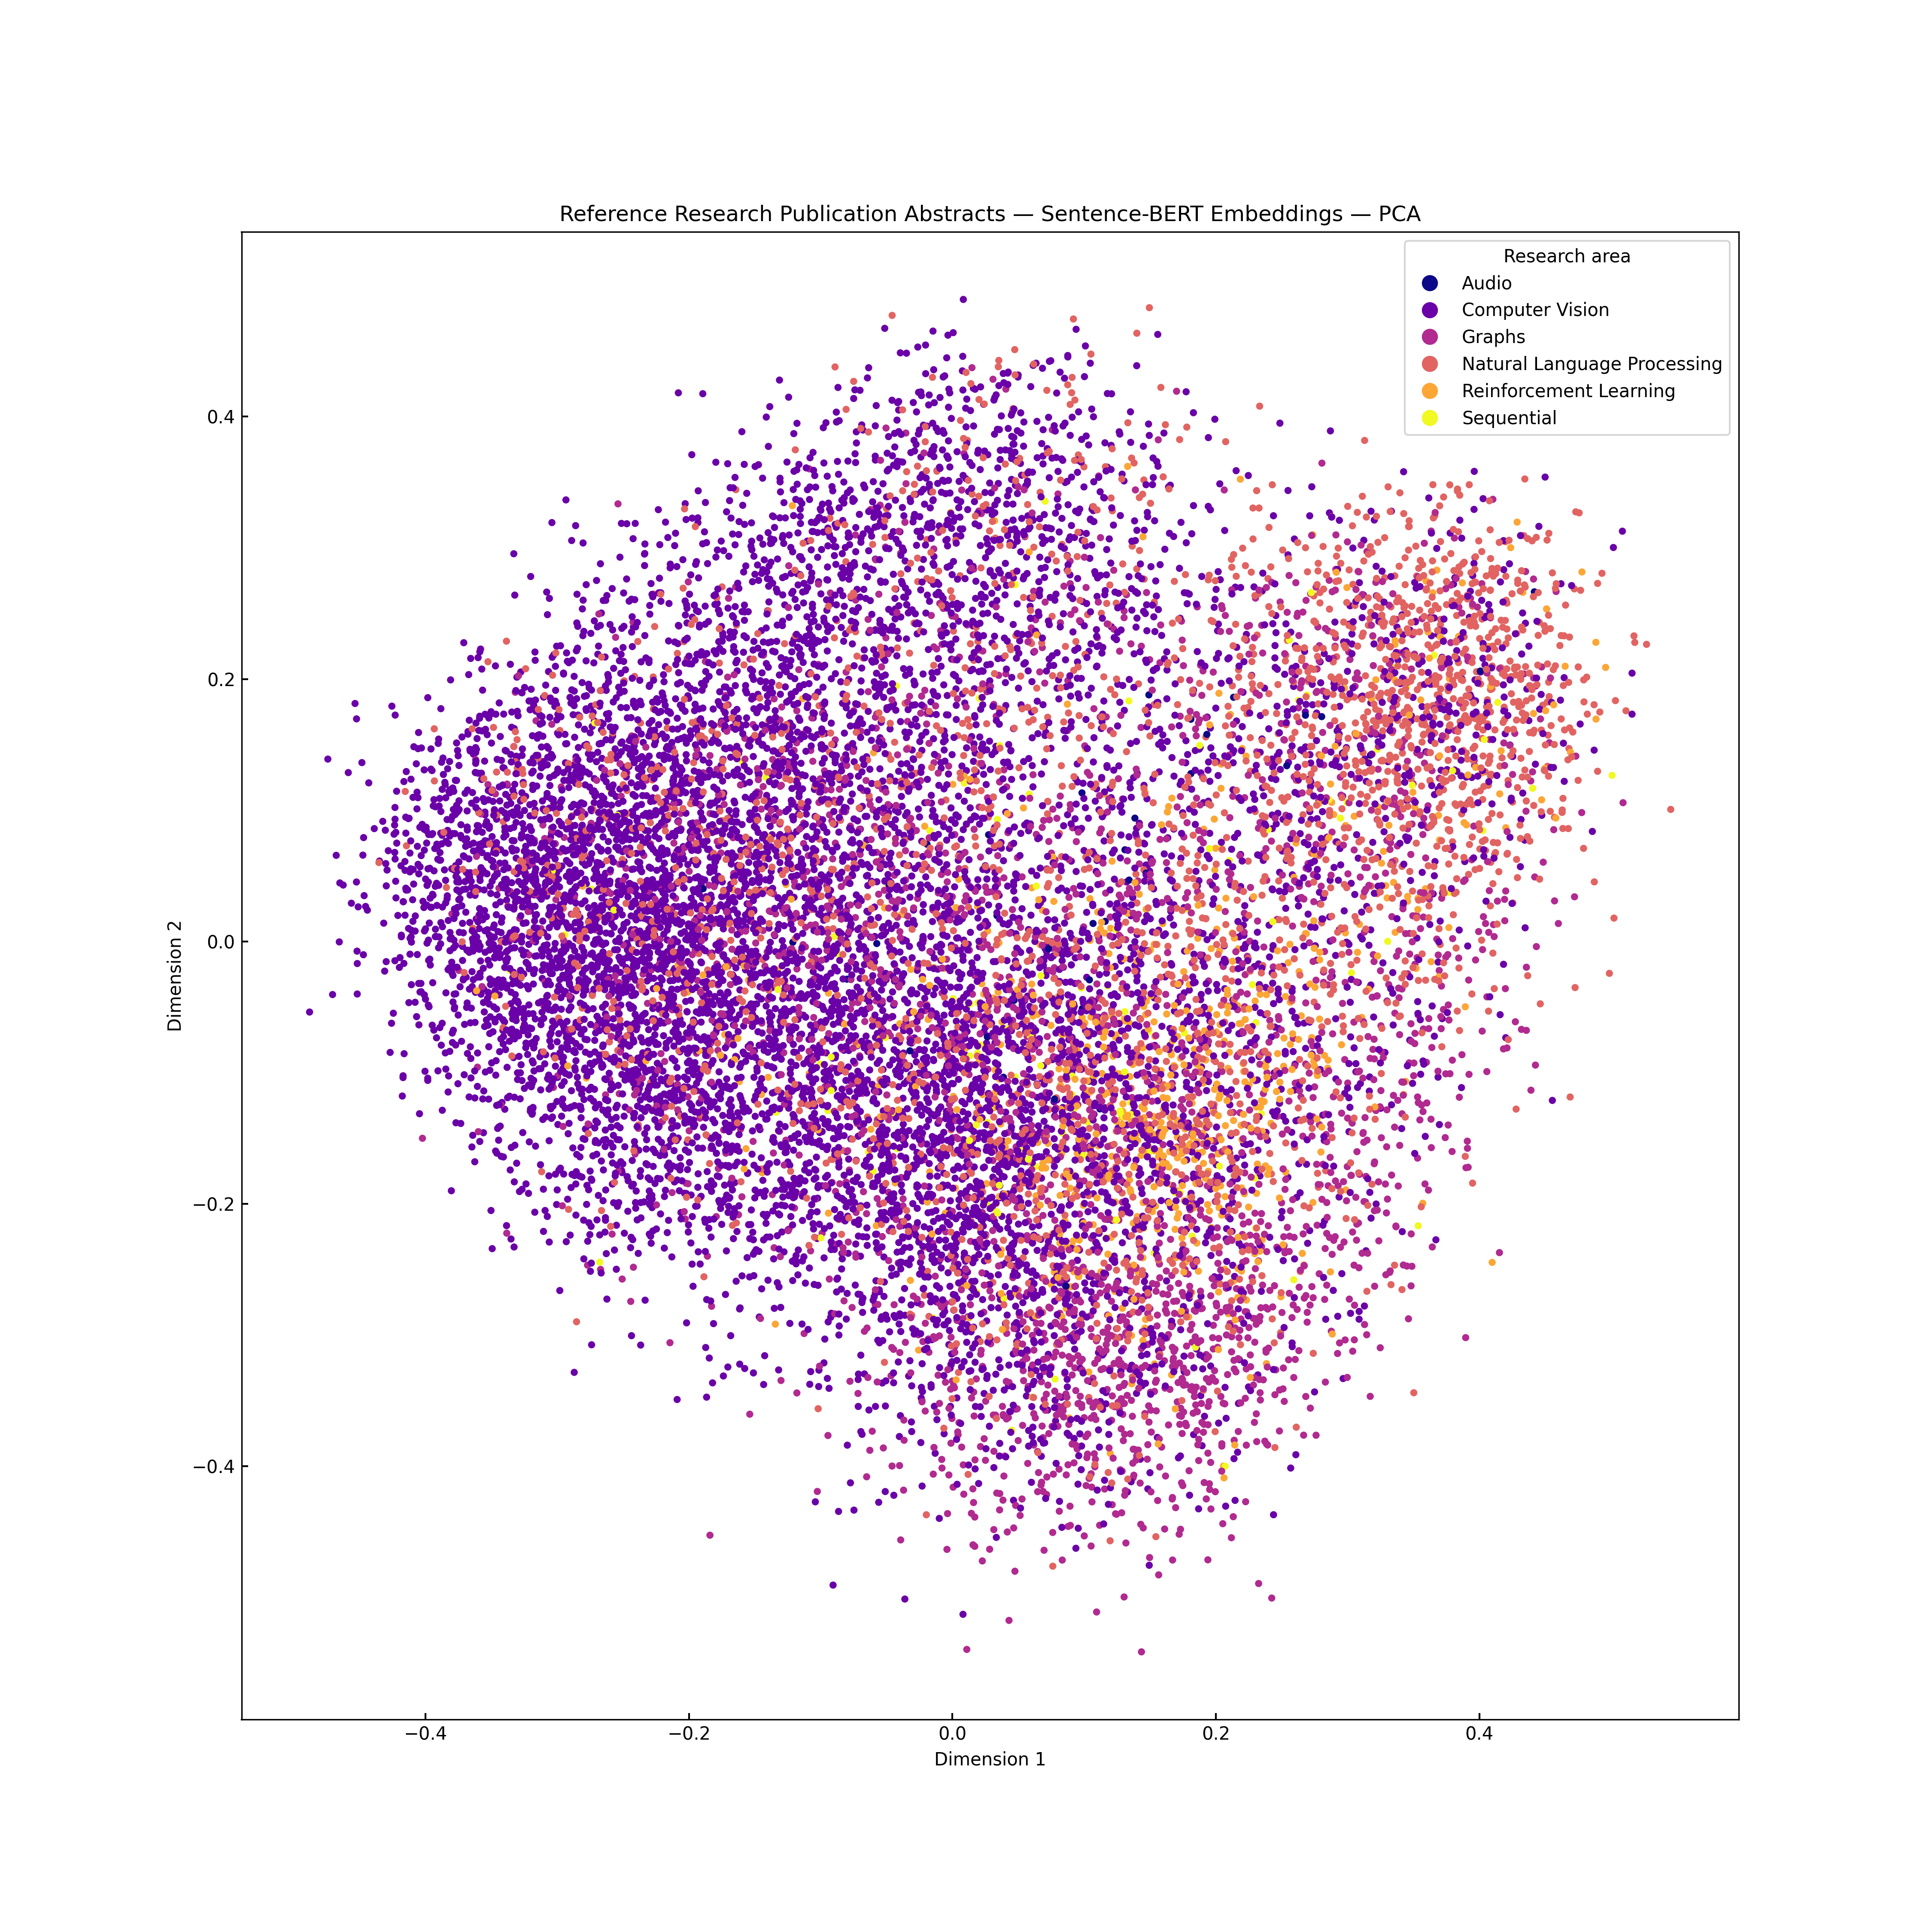 Reference Research Publication Abstracts — Sentence-BERT Embeddings — PCA
Research area
Audio
Computer Vision
Graphs
Natural Language Processing
Reinforcement Learning
Sequential
0.4
0.2
0.0
−0.2
−0.4
Dimension 2
−0.4
−0.2
0.0
0.2
0.4
Dimension 1